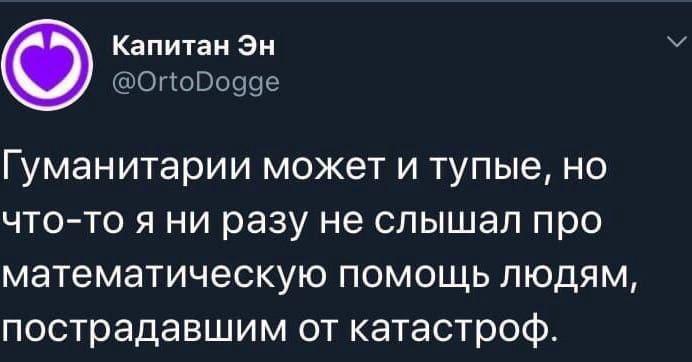 Капитан Эн
@OrtoDogge
Гуманитарии может и тупые, но
что-то я ни разу не слышал про
математическую помощь людям,
пострадавшим от катастроф.